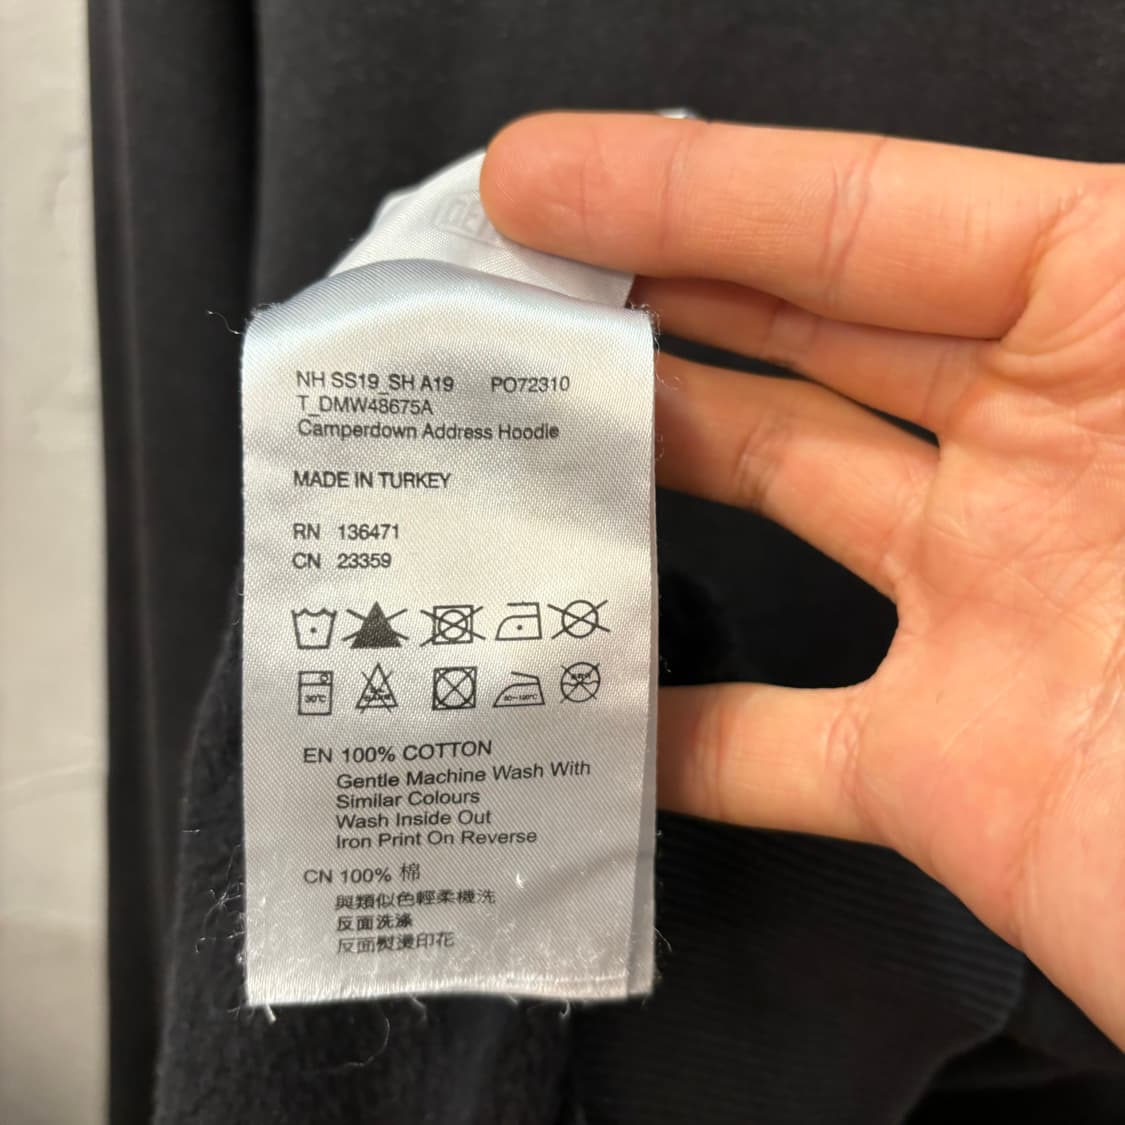 NH SS19_SH A19 PO72310
T_DMW48675A
Camperdown Address Hoodie
MADE IN TURKEY
RN 136471
CN 23359
30°C
EN 100% COTTON
Gentle Machine Wash With
Similar Colours
Wash Inside Out
Iron Print On Reverse
CN 100% 棉
與類似色輕柔機洗
反面洗滌
反面熨燙印花